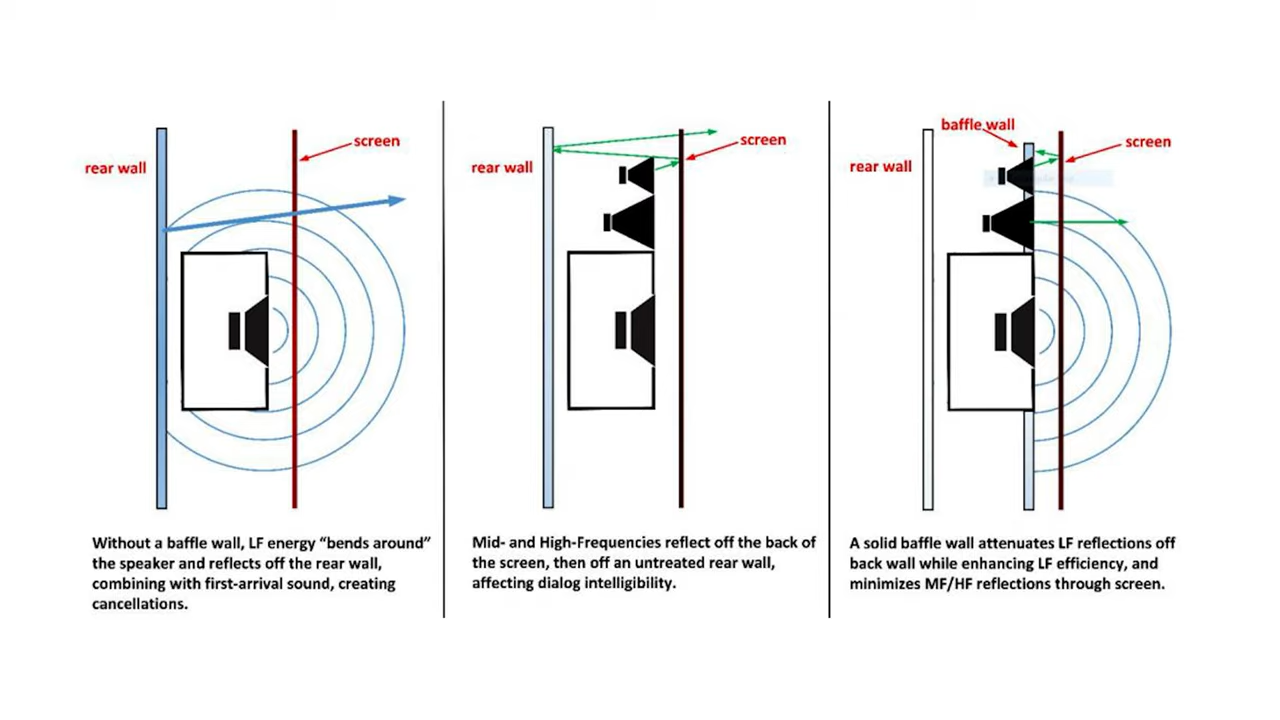 screen
rear wall
Without a baffle wall, LF energy “bends around”
the speaker and reflects off the rear wall,
combining with first-arrival sound, creating
cancellations.
screen
rear wall
Mid- and High-Frequencies reflect off the back of
the screen, then off an untreated rear wall,
affecting dialog intelligibility.
baffle wall
screen
rear wall
A solid baffle wall attenuates LF reflections off
back wall while enhancing LF efficiency, and
minimizes MF/HF reflections through screen.